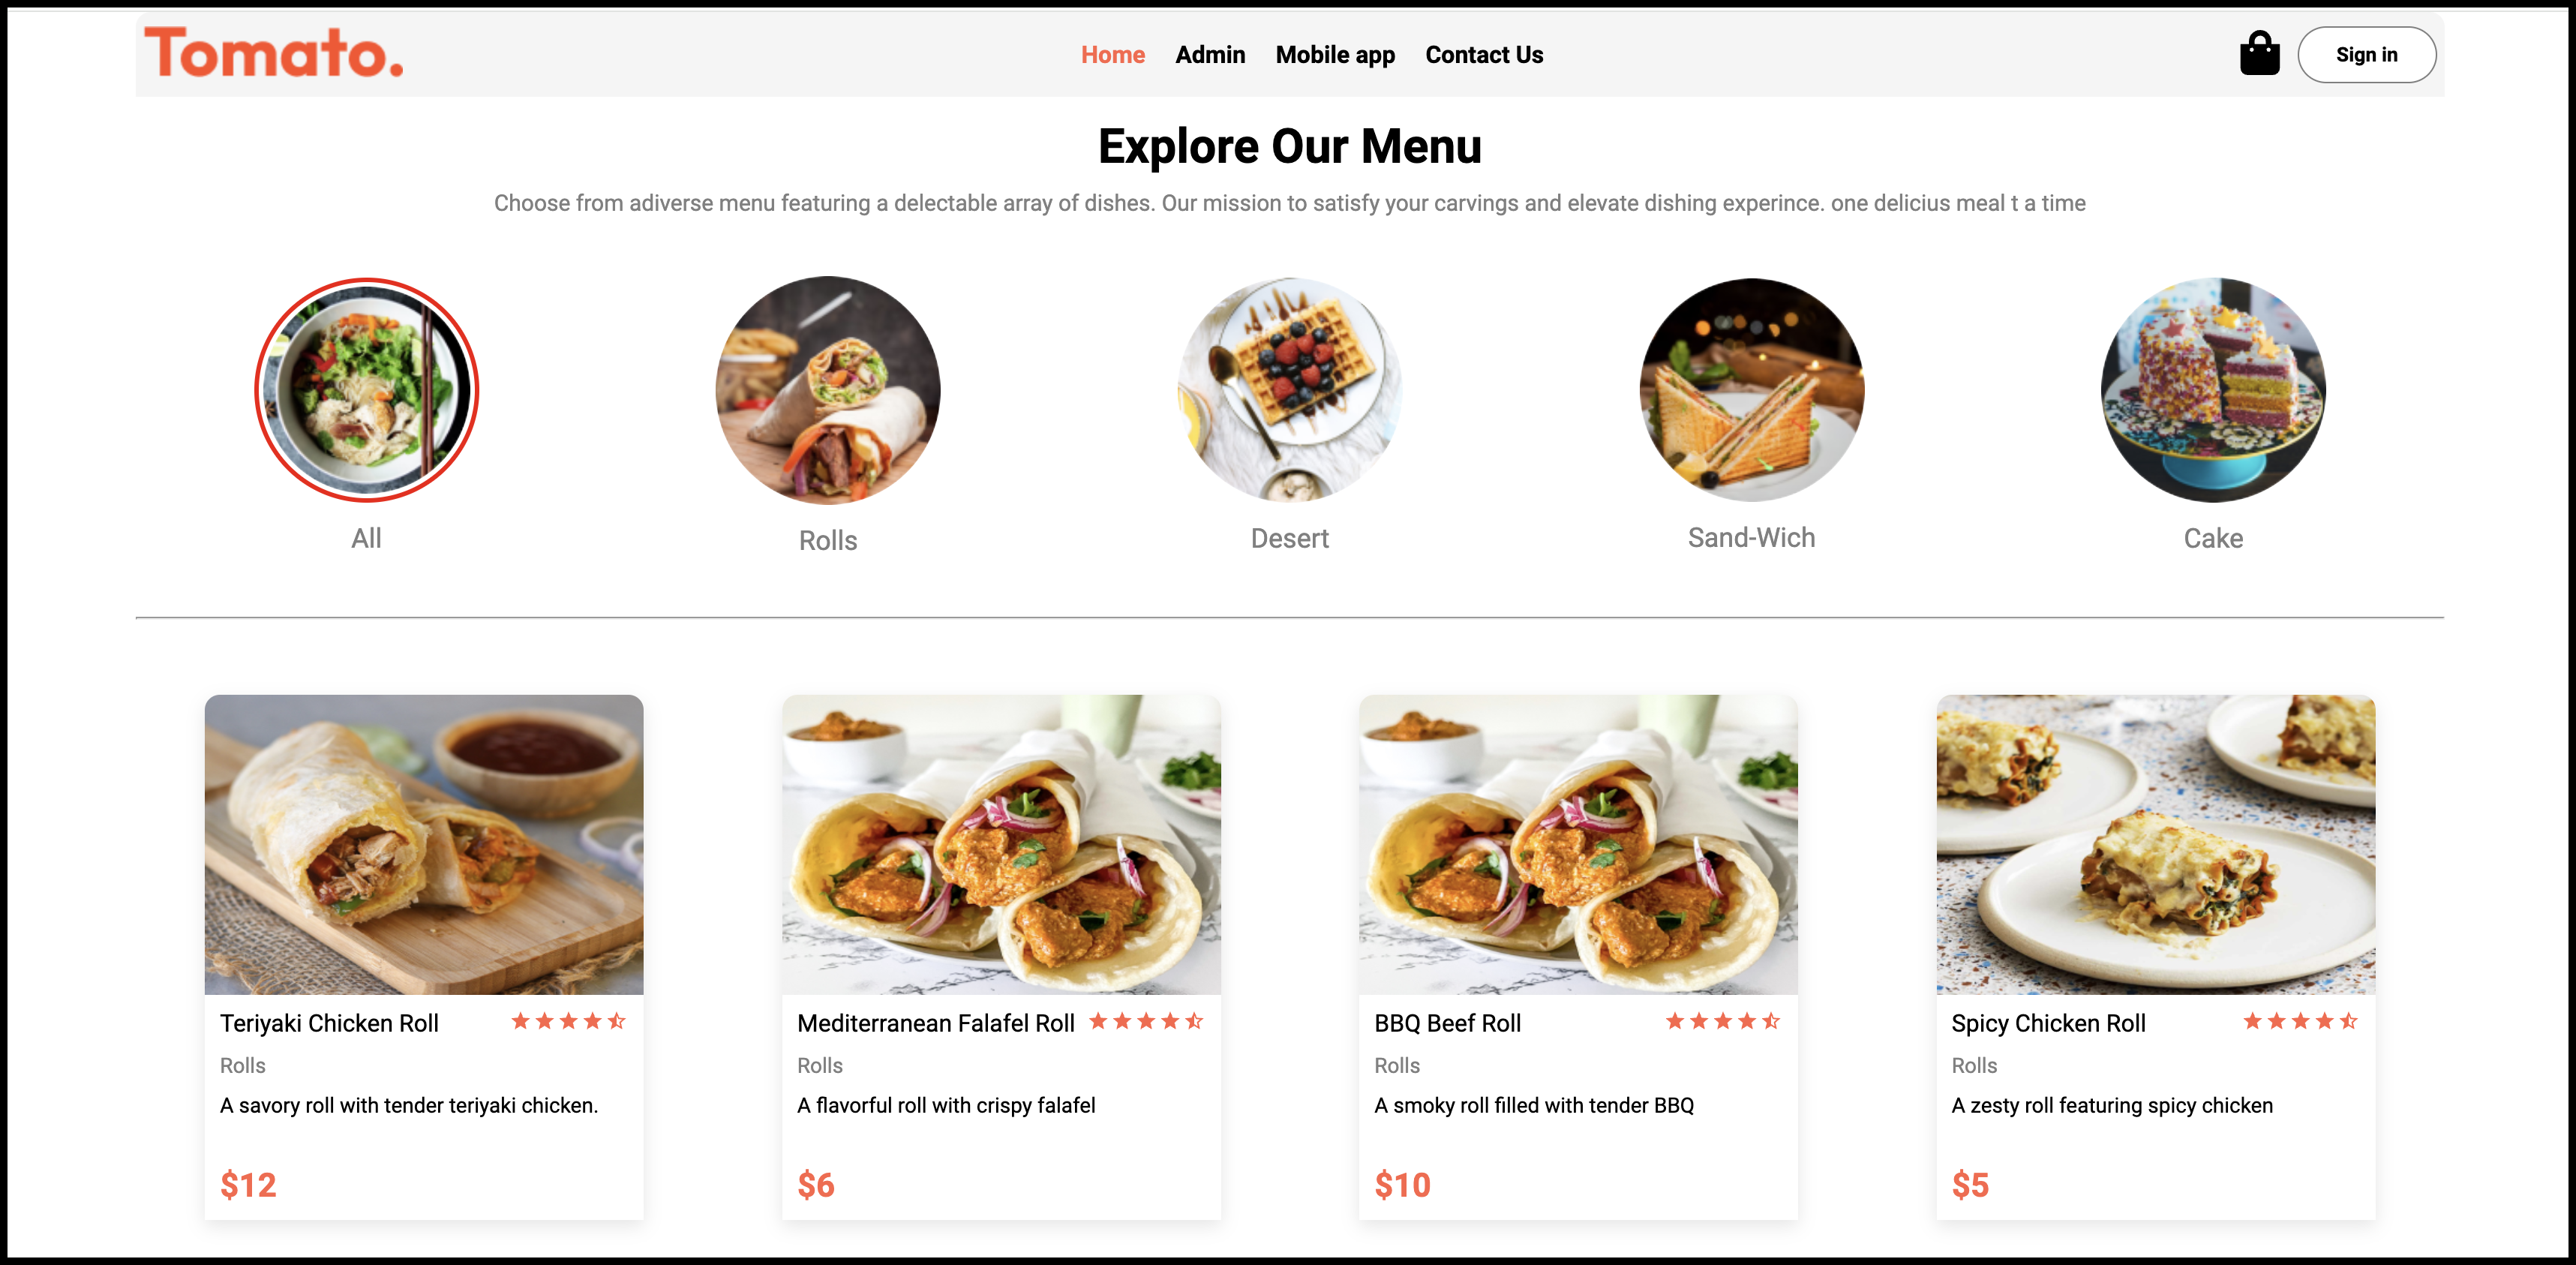 Tomato.
Home Admin Mobile app Contact Us
Sign in
Explore Our Menu
Choose from adiverse menu featuring a delectable array of dishes. Our mission to satisfy your carvings and elevate dishing experince. one delicius meal t a time
All
Rolls
Desert
Sand-Wich
Cake
Teriyaki Chicken Roll
Rolls
A savory roll with tender teriyaki chicken.
$12
Mediterranean Falafel Roll
Rolls
A flavorful roll with crispy falafel
$6
BBQ Beef Roll
Rolls
A smoky roll filled with tender BBQ
$10
Spicy Chicken Roll
Rolls
A zesty roll featuring spicy chicken
$5